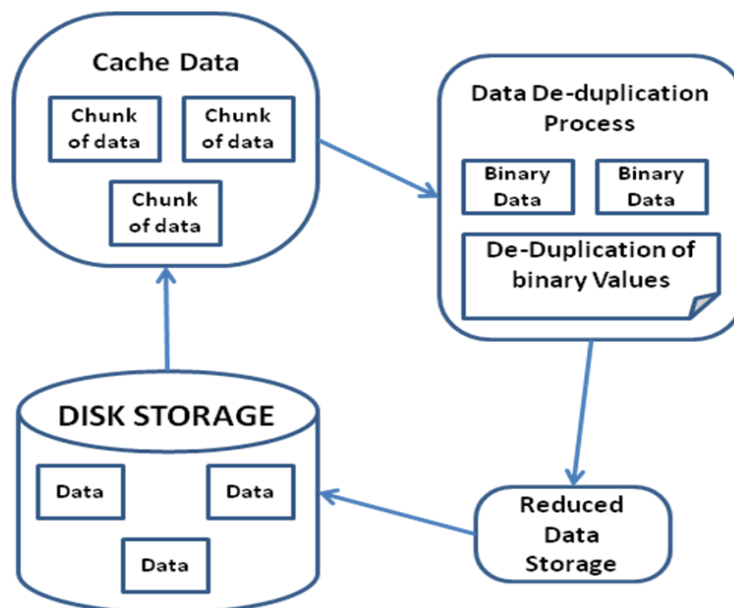 Cache Data
Chunk
of data
Chunk
of data
Chunk
of data
Data De-duplication
Process
Binary
Data
Binary
Data
De-Duplication of
binary Values
DISK STORAGE
Data
Data
Data
Reduced
Data
Storage